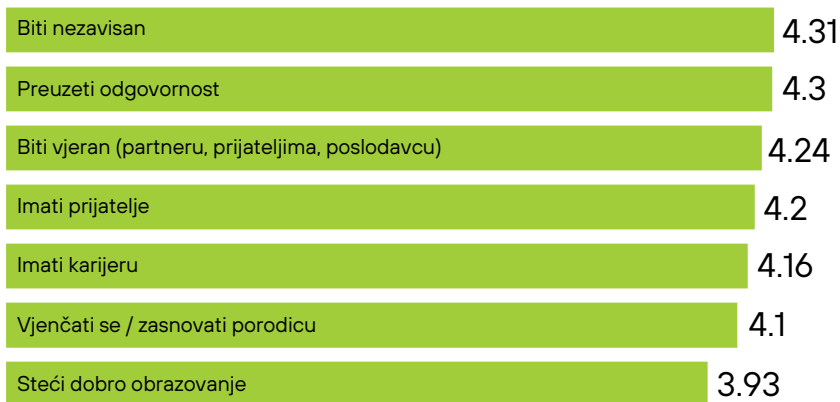 Biti nezavisan 4.31
Preuzeti odgovornost 4.3
Biti vjeran (partneru, prijateljima, poslodavcu) 4.24
Imati prijatelje 4.2
Imati karijeru 4.16
Vjenčati se / zasnovati porodicu 4.1
Steći dobro obrazovanje 3.93